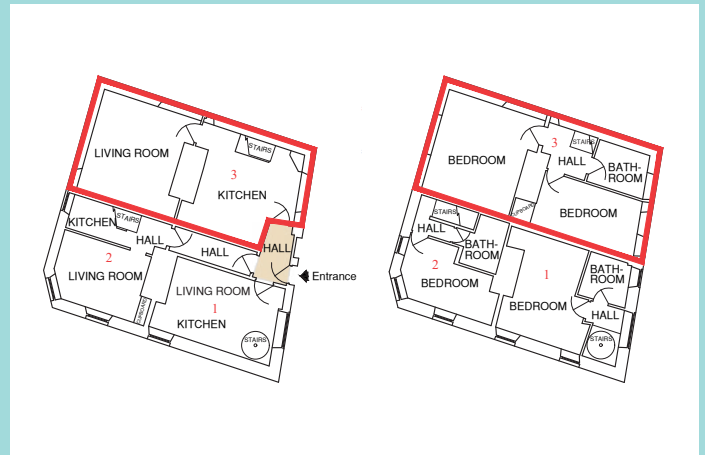 LIVING ROOM
STAIRS
3
KITCHEN
KITCHEN
STAIRS
HALL
HALL
HALL
2
LIVING ROOM
Entrance
LIVING ROOM
1
KITCHEN
CUPBOARD
STAIRS
BEDROOM
STAIRS
3
HALL
BATH-
ROOM
CUPBOARD
BEDROOM
STAIRS
HALL
BATH-
ROOM
2
BEDROOM
1
BEDROOM
BATH-
ROOM
HALL
STAIRS